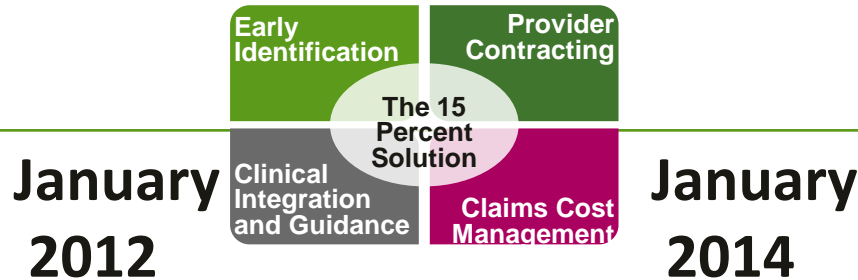 Early
Identification
Provider
Contracting
The 15
Percent
Solution
January
2012
Clinical
Integration
and Guidance
Claims Cost
Management
January
2014